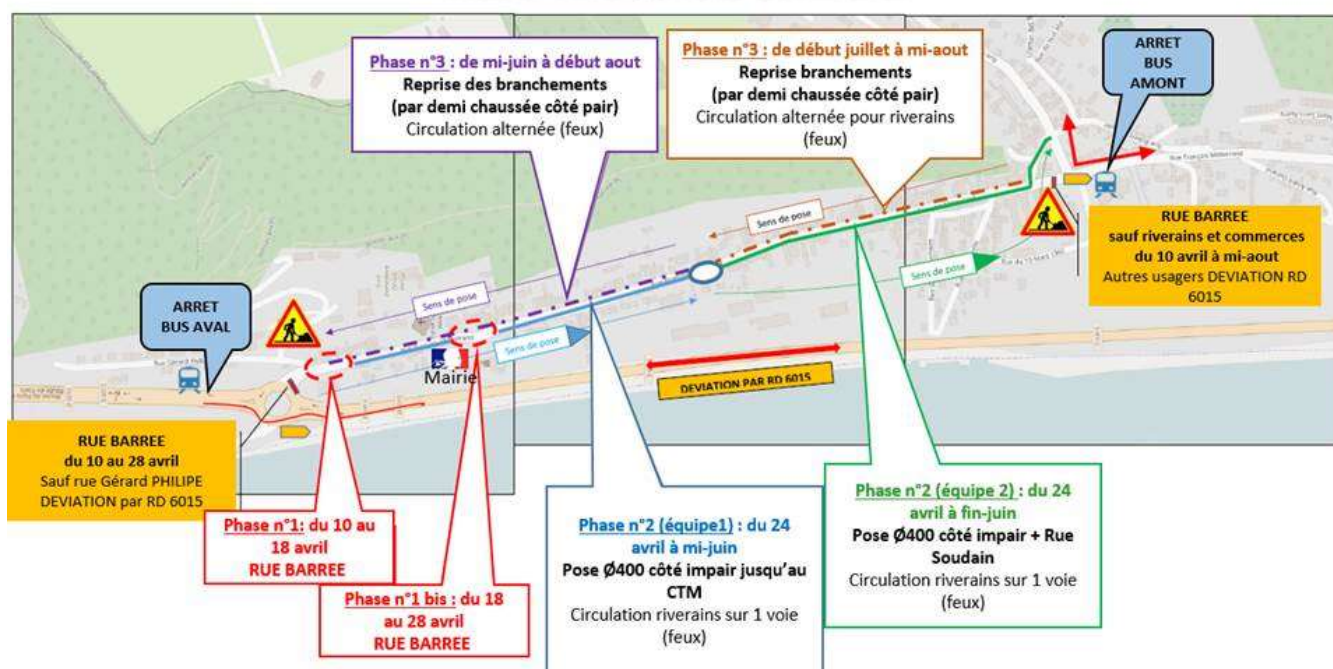 Phase n°3 : de mi-juin à début aout
Reprise des branchements
(par demi chaussée côté pair)
Circulation alternée (feux)
Phase n°3 : de début juillet à mi-aout
Reprise branchements
(par demi chaussée côté pair)
Circulation alternée pour riverains
(feux)
ARRET
BUS
AMONT
Rue François Mitterrand
Sens de pose
RUE BARREE
sauf riverains et commerces
du 10 avril à mi-aout
Autres usagers DEVIATION RD
6015
Rue du 19 Mars 1962
Sens de pose
Sens de pose
ARRET
BUS AVAL
Sens de pose
Mairie
DEVIATION PAR RD 6015
RUE BARREE
du 10 au 28 avril
Sauf rue Gérard PHILIPE
DEVIATION par RD 6015
Phase n°1: du 10 au
18 avril
RUE BARREE
Phase n°1 bis : du 18
au 28 avril
RUE BARREE
Phase n°2 (équipe1) : du 24
avril à mi-juin
Pose Ø400 côté impair jusqu’au
CTM
Circulation riverains sur 1 voie
(feux)
Phase n°2 (équipe 2) : du 24
avril à fin-juin
Pose Ø400 côté impair + Rue
Soudain
Circulation riverains sur 1 voie
(feux)